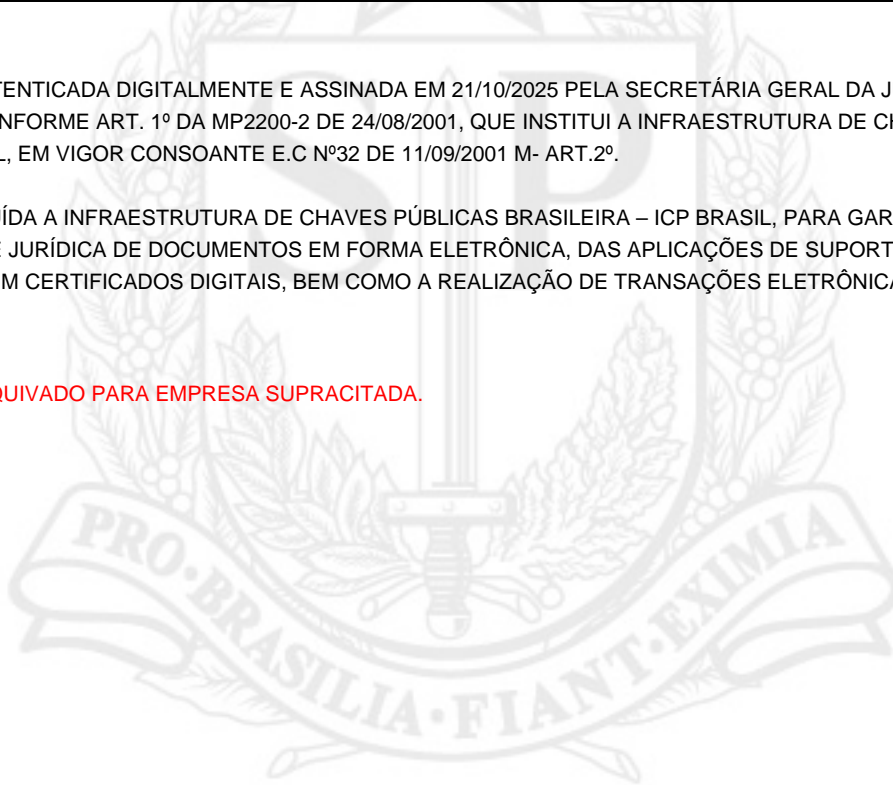 TENTICADA DIGITALMENTE E ASSINADA EM 21/10/2025 PELA SECRETÁRIA GERAL DA J
NFORME ART. 1º DA MP2200-2 DE 24/08/2001, QUE INSTITUI A INFRAESTRUTURA DE CH
L, EM VIGOR CONSOANTE E.C Nº32 DE 11/09/2001 M- ART.2º.
UÍDA A INFRAESTRUTURA DE CHAVES PÚBLICAS BRASILEIRA – ICP BRASIL, PARA GAR
E JURÍDICA DE DOCUMENTOS EM FORMA ELETRÔNICA, DAS APLICAÇÕES DE SUPORT
M CERTIFICADOS DIGITAIS, BEM COMO A REALIZAÇÃO DE TRANSAÇÕES ELETRÔNICA
QUIVADO PARA EMPRESA SUPRACITADA.
SP
PRO·BRASILIA·FIANT·EXIMIA